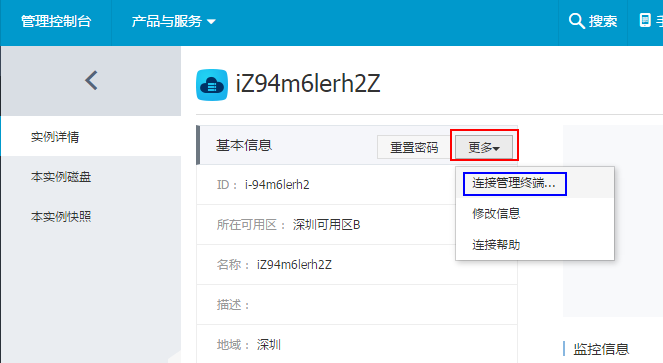 管理控制台 产品与服务 搜索
iZ94m6lerh2Z
实例详情
本实例磁盘
本实例快照
基本信息 重置密码 更多
连接管理终端...
修改信息
连接帮助
ID： i-94m6lerh2
所在可用区： 深圳可用区B
名称： iZ94m6lerh2Z
描述：
地域： 深圳
监控信息